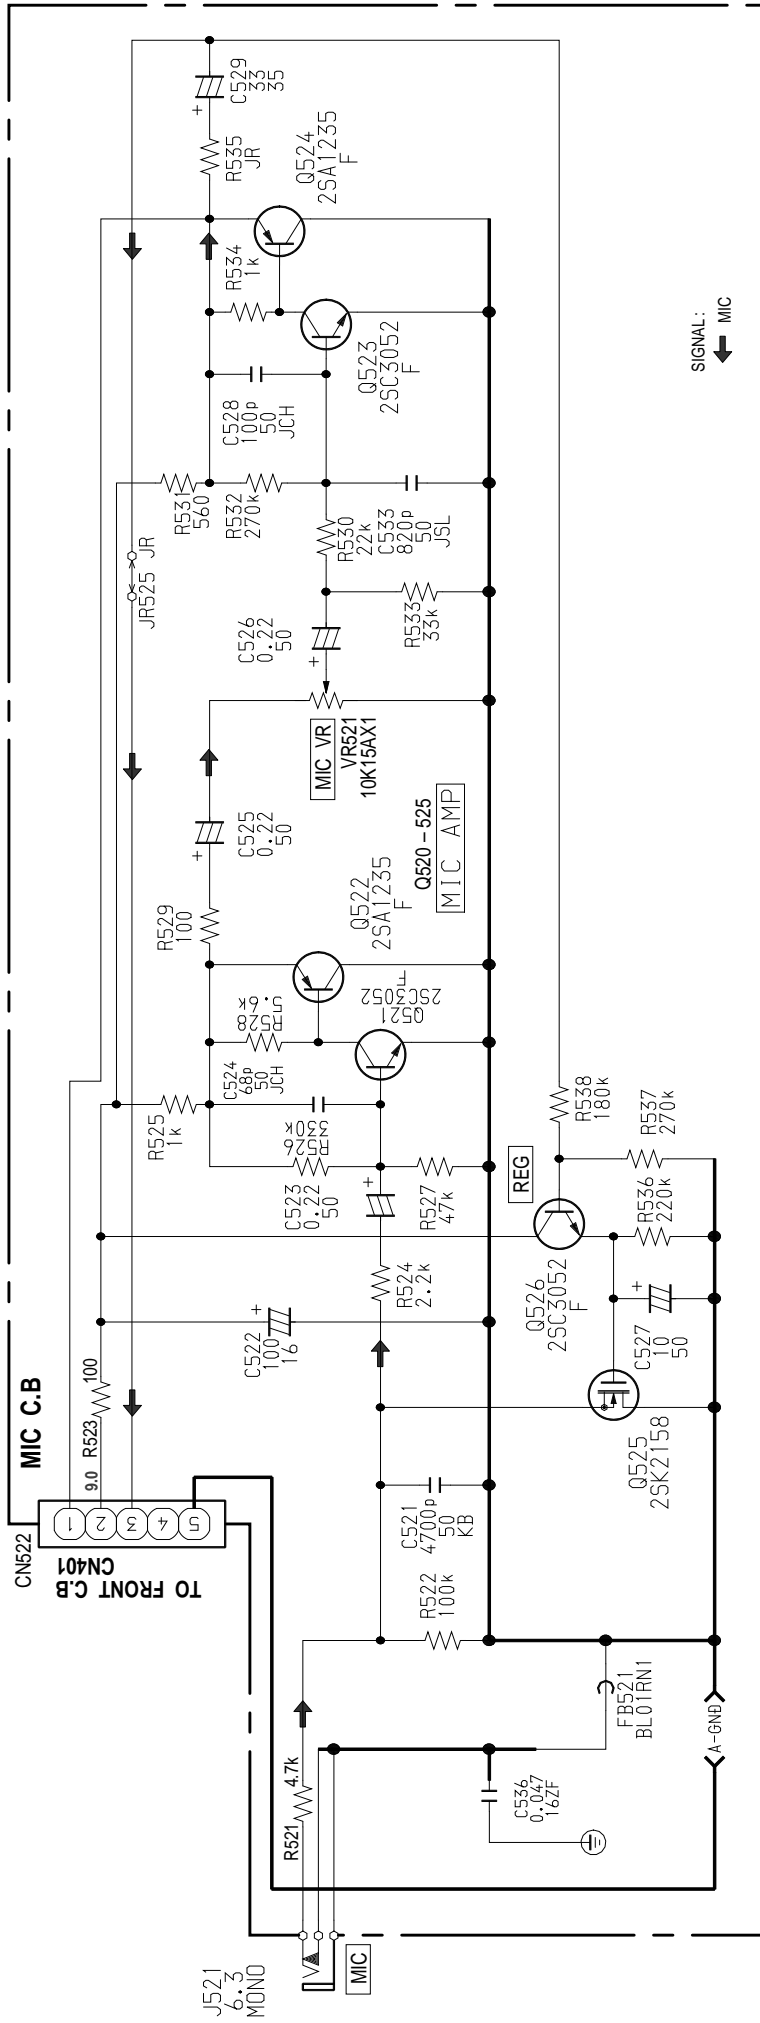 C529
33
35
+
R535
JR
Q524
2SA1235
F
R534
1k
Q523
2SC3052
F
C528
100p
50
JCH
SIGNAL:
MIC
R531
560
R532
270k
R530
22k
C533
820p
50
JSL
JR525
JR
R533
33k
C526
0.22
50
+
MIC VR
VR521
10K15AX1
C525
0.22
50
+
Q520 - 525
MIC AMP
R529
100
Q522
2SA1235
F
R528
5.6k
Q521
2SC3052
F
C524
68p
50
JCH
R525
1k
R526
330k
C523
0.22
50
+
R527
47k
R538
180k
R537
270k
REG
R536
220k
Q526
2SC3052
F
R524
2.2k
C522
100
16
+
C527
10
50
+
Q525
2SK2158
MIC C.B
R523
100
9.0
CN522
1
2
3
4
5
TO FRONT C.B
CN401
C521
4700p
50
KB
R522
100k
FB521
BL01RN1
A-GND
R521
4.7k
C536
0.047
16ZF
J521
6.3
MONO
MIC